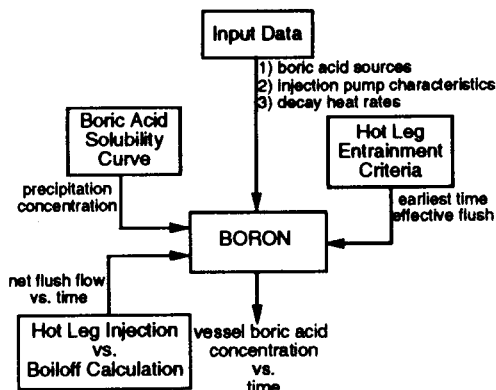 Input Data
1) boric acid sources
2) injection pump characteristics
3) decay heat rates
Boric Acid
Solubility
Curve
precipitation
concentration
Hot Leg
Entrainment
Criteria
earliest time
effective flush
BORON
net flush flow
vs. time
Hot Leg Injection
vs.
Boiloff Calculation
vessel boric acid
concentration
vs.
time